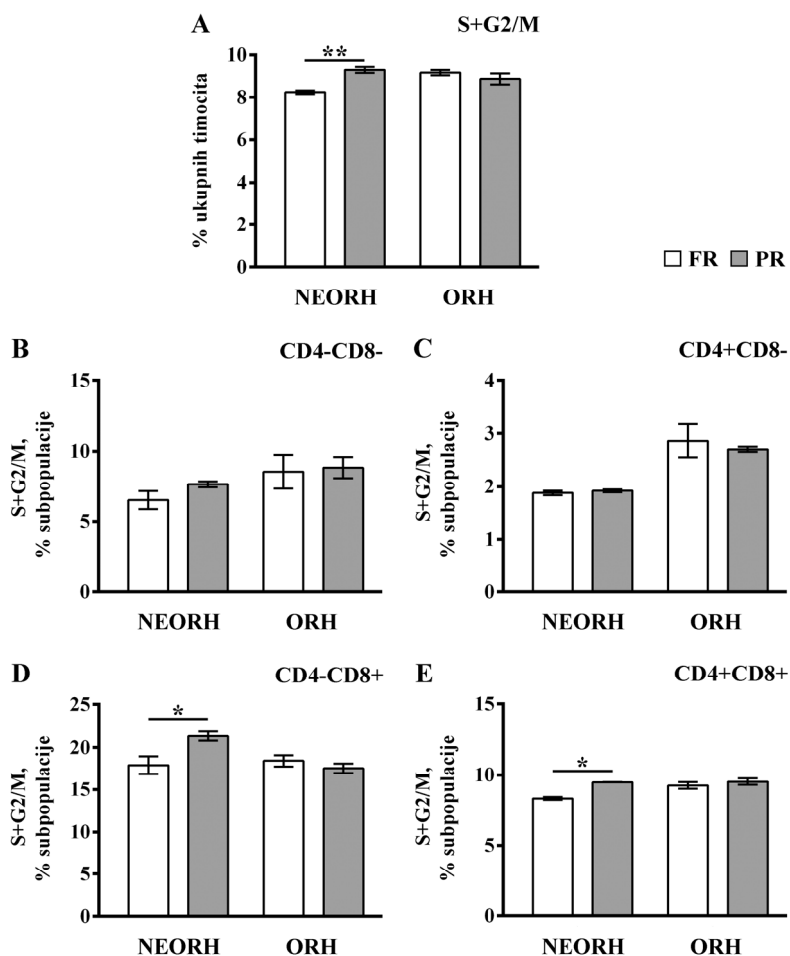 A
S+G2/M
% ukupnih timocita
10
8
6
4
2
0
**
NEORH
ORH
FR
PR
B
CD4-CD8-
S+G2/M,
% subpopulacije
15
10
5
0
NEORH
ORH
C
CD4+CD8-
S+G2/M,
% subpopulacije
4
3
2
1
0
NEORH
ORH
D
CD4-CD8+
S+G2/M,
% subpopulacije
25
20
15
10
5
0
*
NEORH
ORH
E
CD4+CD8+
S+G2/M,
% subpopulacije
15
10
5
0
*
NEORH
ORH